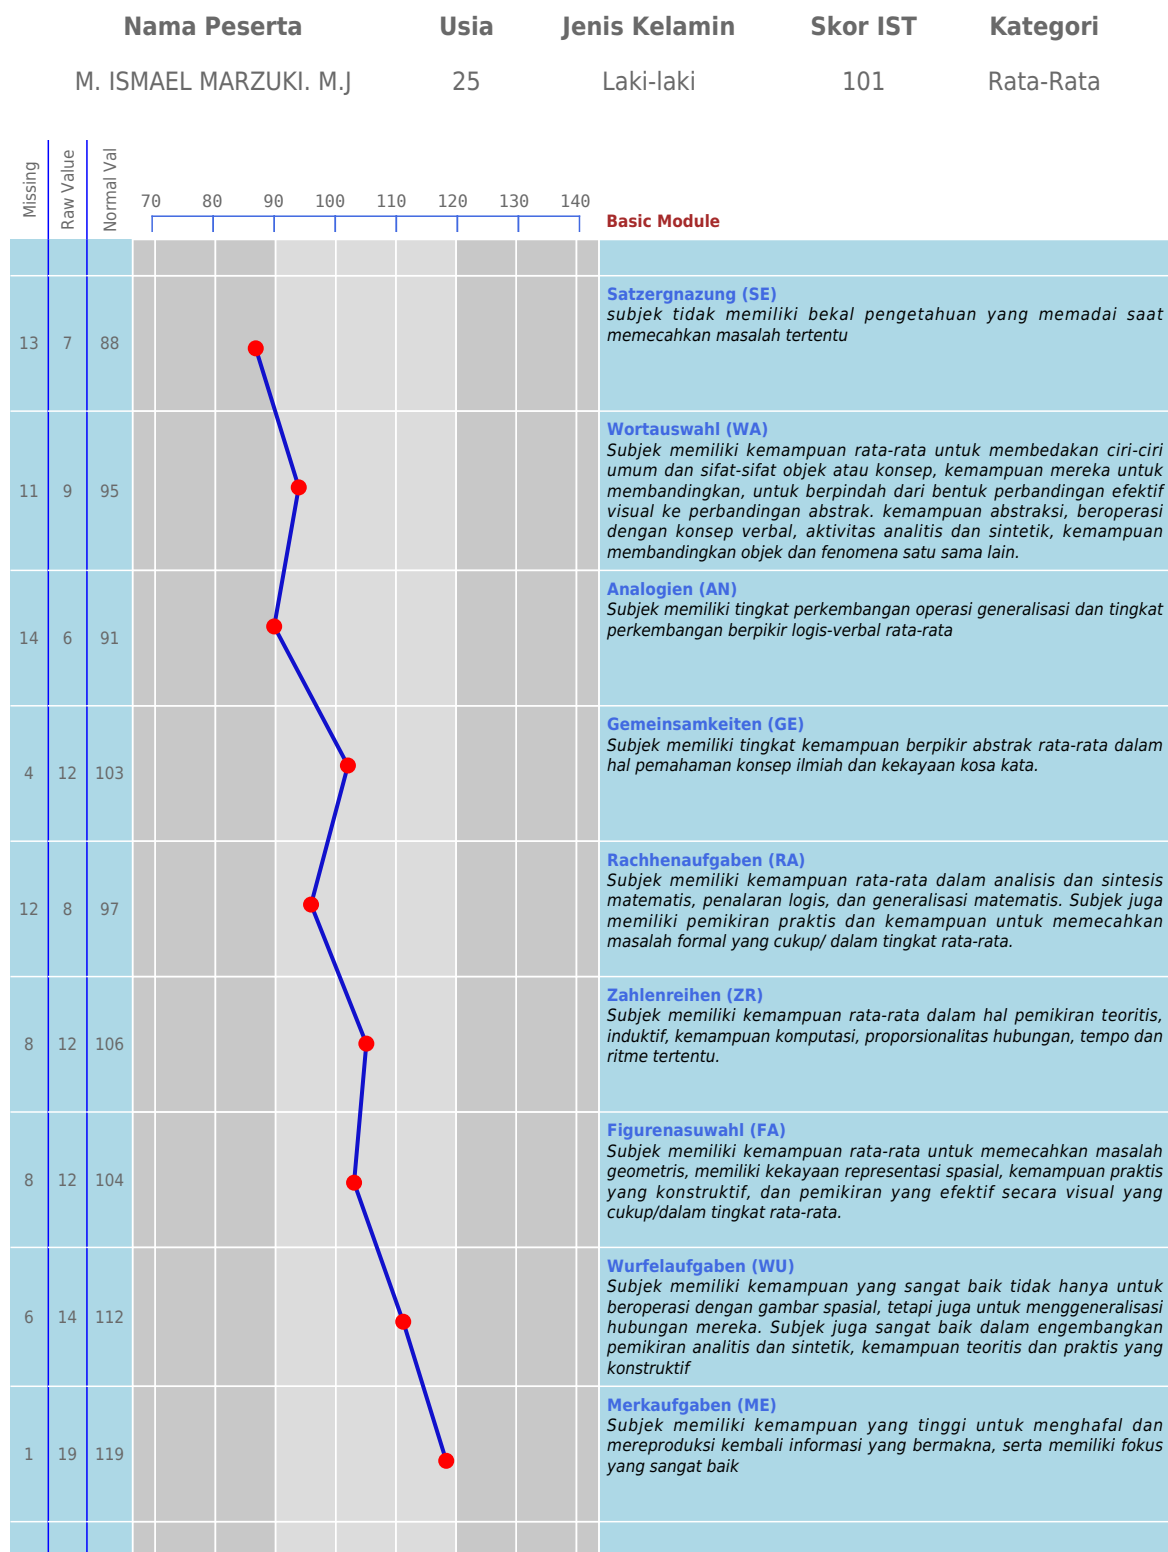 Nama Peserta Usia Jenis Kelamin Skor IST Kategori
M. ISMAEL MARZUKI. M.J 25 Laki-laki 101 Rata-Rata
Missing
Raw Value
Normal Val
70 80 90 100 110 120 130 140
Basic Module
13 7 88
Satzergnazung (SE)
subjek tidak memiliki bekal pengetahuan yang memadai saat
memecahkan masalah tertentu
11 9 95
Wortauswahl (WA)
Subjek memiliki kemampuan rata-rata untuk membedakan ciri-ciri
umum dan sifat-sifat objek atau konsep, kemampuan mereka untuk
membandingkan, untuk berpindah dari bentuk perbandingan efektif
visual ke perbandingan abstrak. kemampuan abstraksi, beroperasi
dengan konsep verbal, aktivitas analitis dan sintetik, kemampuan
membandingkan objek dan fenomena satu sama lain.
14 6 91
Analogien (AN)
Subjek memiliki tingkat perkembangan operasi generalisasi dan tingkat
perkembangan berpikir logis-verbal rata-rata
4 12 103
Gemeinsamkeiten (GE)
Subjek memiliki tingkat kemampuan berpikir abstrak rata-rata dalam
hal pemahaman konsep ilmiah dan kekayaan kosa kata.
12 8 97
Rachhenaufgaben (RA)
Subjek memiliki kemampuan rata-rata dalam analisis dan sintesis
matematis, penalaran logis, dan generalisasi matematis. Subjek juga
memiliki pemikiran praktis dan kemampuan untuk memecahkan
masalah formal yang cukup/ dalam tingkat rata-rata.
8 12 106
Zahlenreihen (ZR)
Subjek memiliki kemampuan rata-rata dalam hal pemikiran teoritis,
induktif, kemampuan komputasi, proporsionalitas hubungan, tempo dan
ritme tertentu.
8 12 104
Figurenasuwahl (FA)
Subjek memiliki kemampuan rata-rata untuk memecahkan masalah
geometris, memiliki kekayaan representasi spasial, kemampuan praktis
yang konstruktif, dan pemikiran yang efektif secara visual yang
cukup/dalam tingkat rata-rata.
6 14 112
Wurfelaufgaben (WU)
Subjek memiliki kemampuan yang sangat baik tidak hanya untuk
beroperasi dengan gambar spasial, tetapi juga untuk menggeneralisasi
hubungan mereka. Subjek juga sangat baik dalam engembangkan
pemikiran analitis dan sintetik, kemampuan teoritis dan praktis yang
konstruktif
1 19 119
Merkaufgaben (ME)
Subjek memiliki kemampuan yang tinggi untuk menghafal dan
mereproduksi kembali informasi yang bermakna, serta memiliki fokus
yang sangat baik